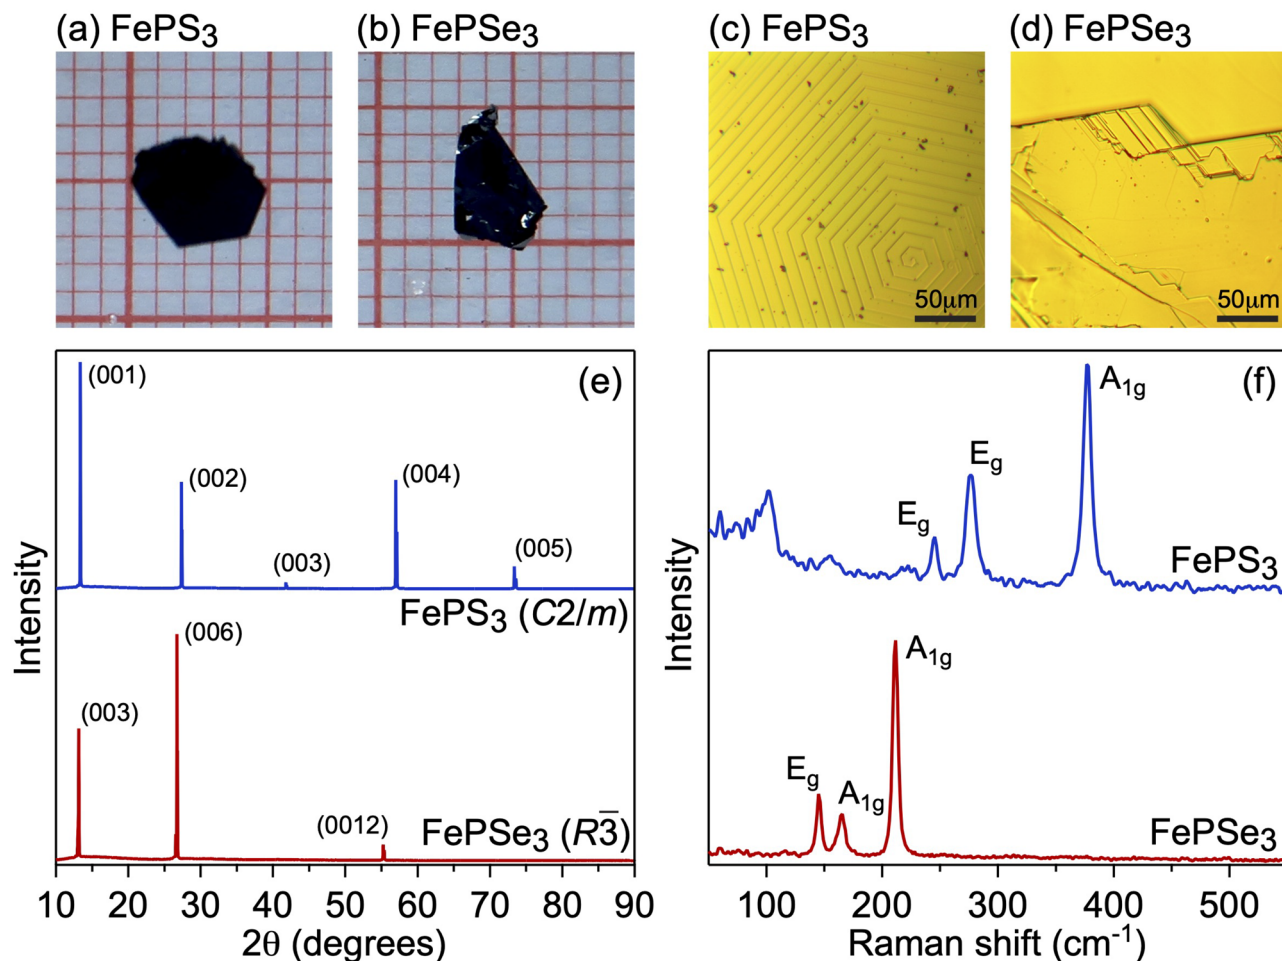 (a) FePS3
(b) FePSe3
(c) FePS3
(d) FePSe3
50μm
50μm
(e)
(001)
(002)
(003)
(004)
(005)
FePS3 (C2/m)
(003)
(006)
(0012)
FePSe3 (R3̅)
Intensity
10 20 30 40 50 60 70 80 90
2θ (degrees)
(f)
A1g
Eg
Eg
FePS3
A1g
Eg
A1g
FePSe3
Intensity
100 200 300 400 500
Raman shift (cm-1)